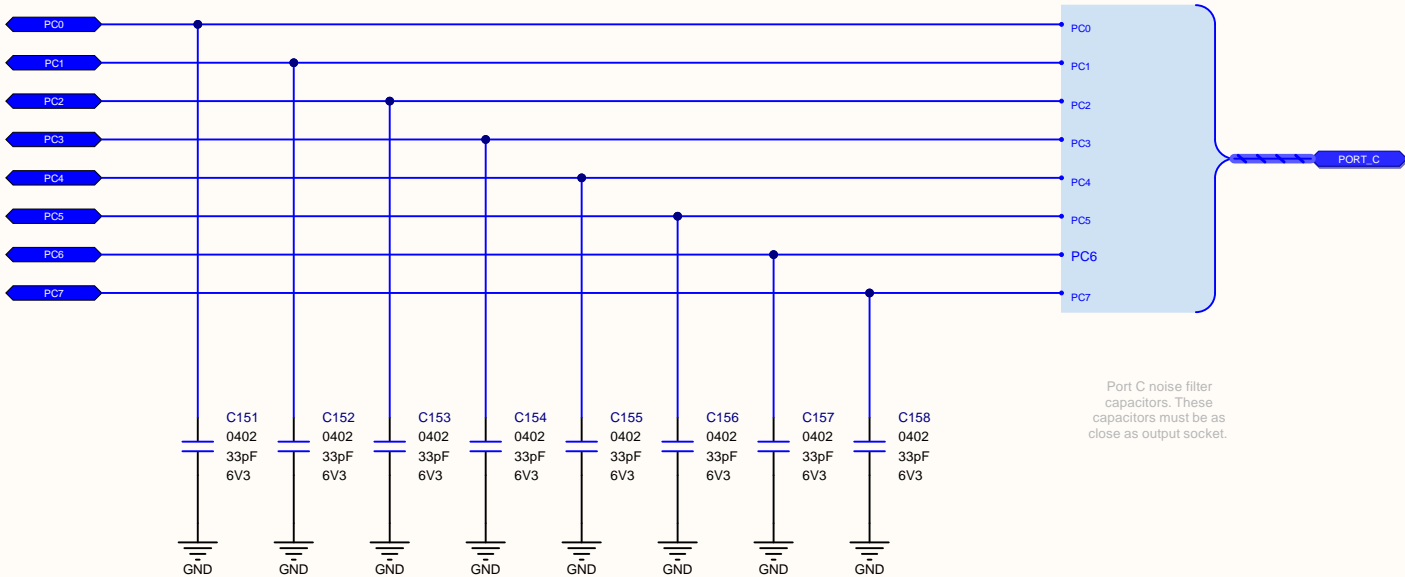 PC0
PC1
PC2
PC3
PC4
PC5
PC6
PC7
PC0
PC1
PC2
PC3
PC4
PC5
PC6
PC7
PORT_C
Port C noise filter
capacitors. These
capacitors must be as
close as output socket.
C151
0402
33pF
6V3
GND
C152
0402
33pF
6V3
GND
C153
0402
33pF
6V3
GND
C154
0402
33pF
6V3
GND
C155
0402
33pF
6V3
GND
C156
0402
33pF
6V3
GND
C157
0402
33pF
6V3
GND
C158
0402
33pF
6V3
GND